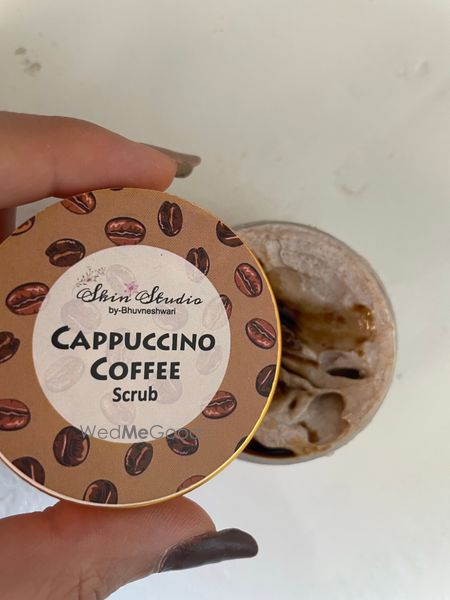 Skin Studio
by-Bhuvneshwari
CAPPUCCINO
COFFEE
Scrub
WedMeGood